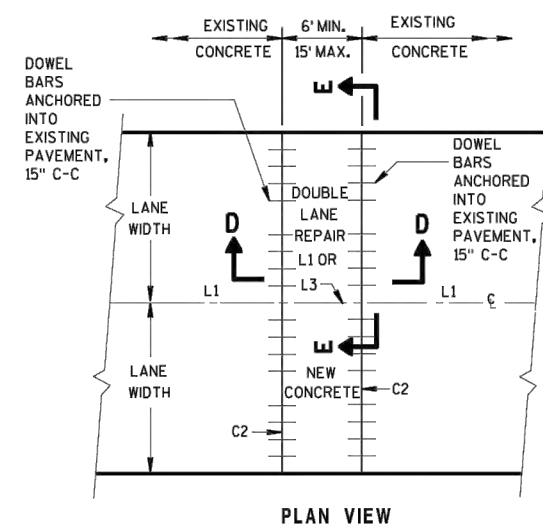 EXISTING
CONCRETE
6' MIN.
15' MAX.
EXISTING
CONCRETE
DOWEL
BARS
ANCHORED
INTO
EXISTING
PAVEMENT,
15" C-C
E
DOWEL
BARS
ANCHORED
INTO
EXISTING
PAVEMENT,
15" C-C
LANE
WIDTH
D
DOUBLE
LANE
REPAIR
L1 OR
L3
D
L1
L1
℄
E
LANE
WIDTH
NEW
CONCRETE
C2
C2
PLAN VIEW